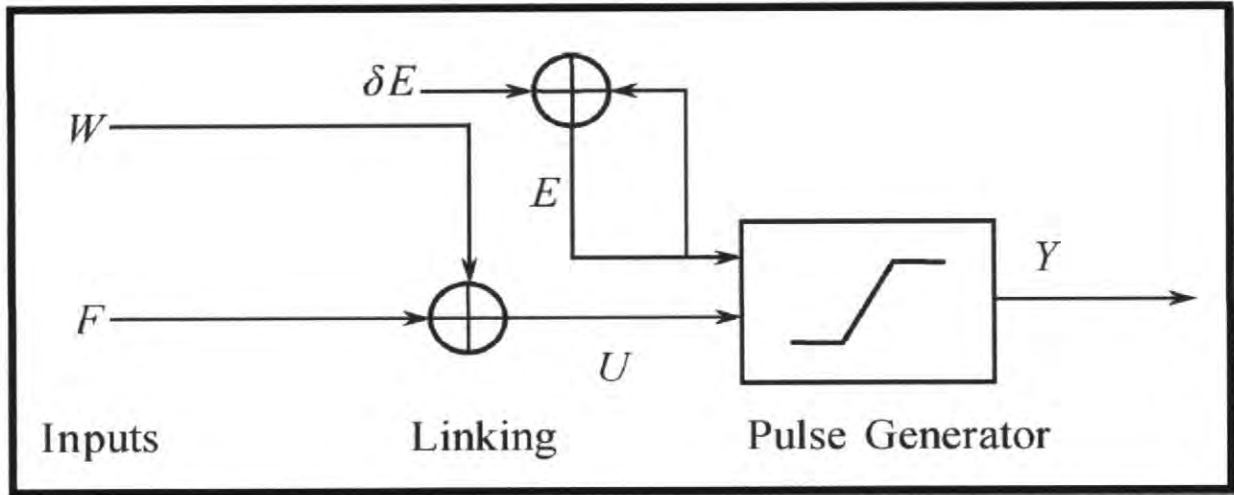 δE
W
E
Y
F
U
Inputs
Linking
Pulse Generator